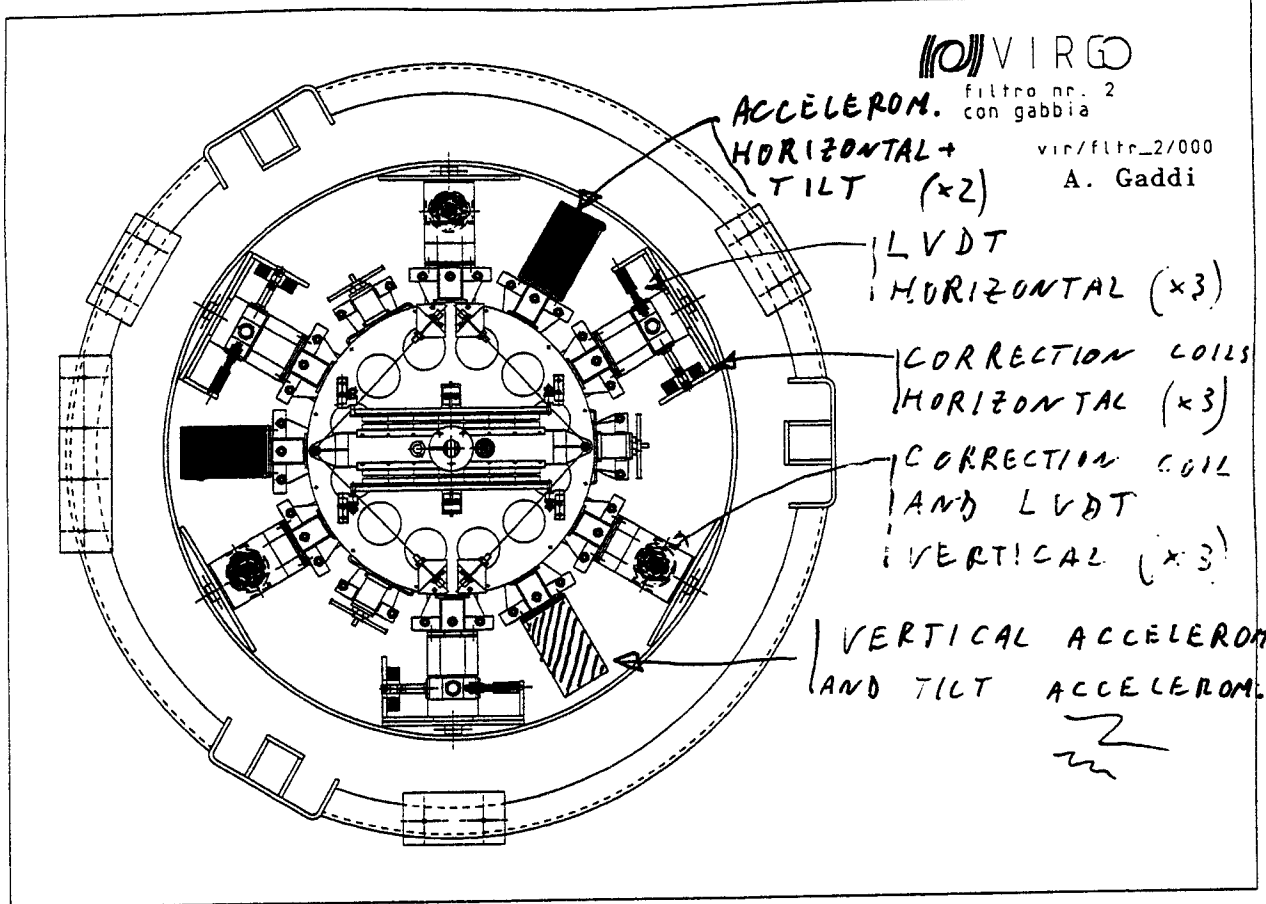 VIRGO
filtro nr. 2
con gabbia
vir/fltr_2/000
A. Gaddi
ACCELEROM.
HORIZONTAL +
TILT (×2)
LVDT
HORIZONTAL (×3)
CORRECTION COILS
HORIZONTAL (×3)
CORRECTION COIL
AND LVDT
VERTICAL (×3)
VERTICAL ACCELEROM
AND TILT ACCELEROM.